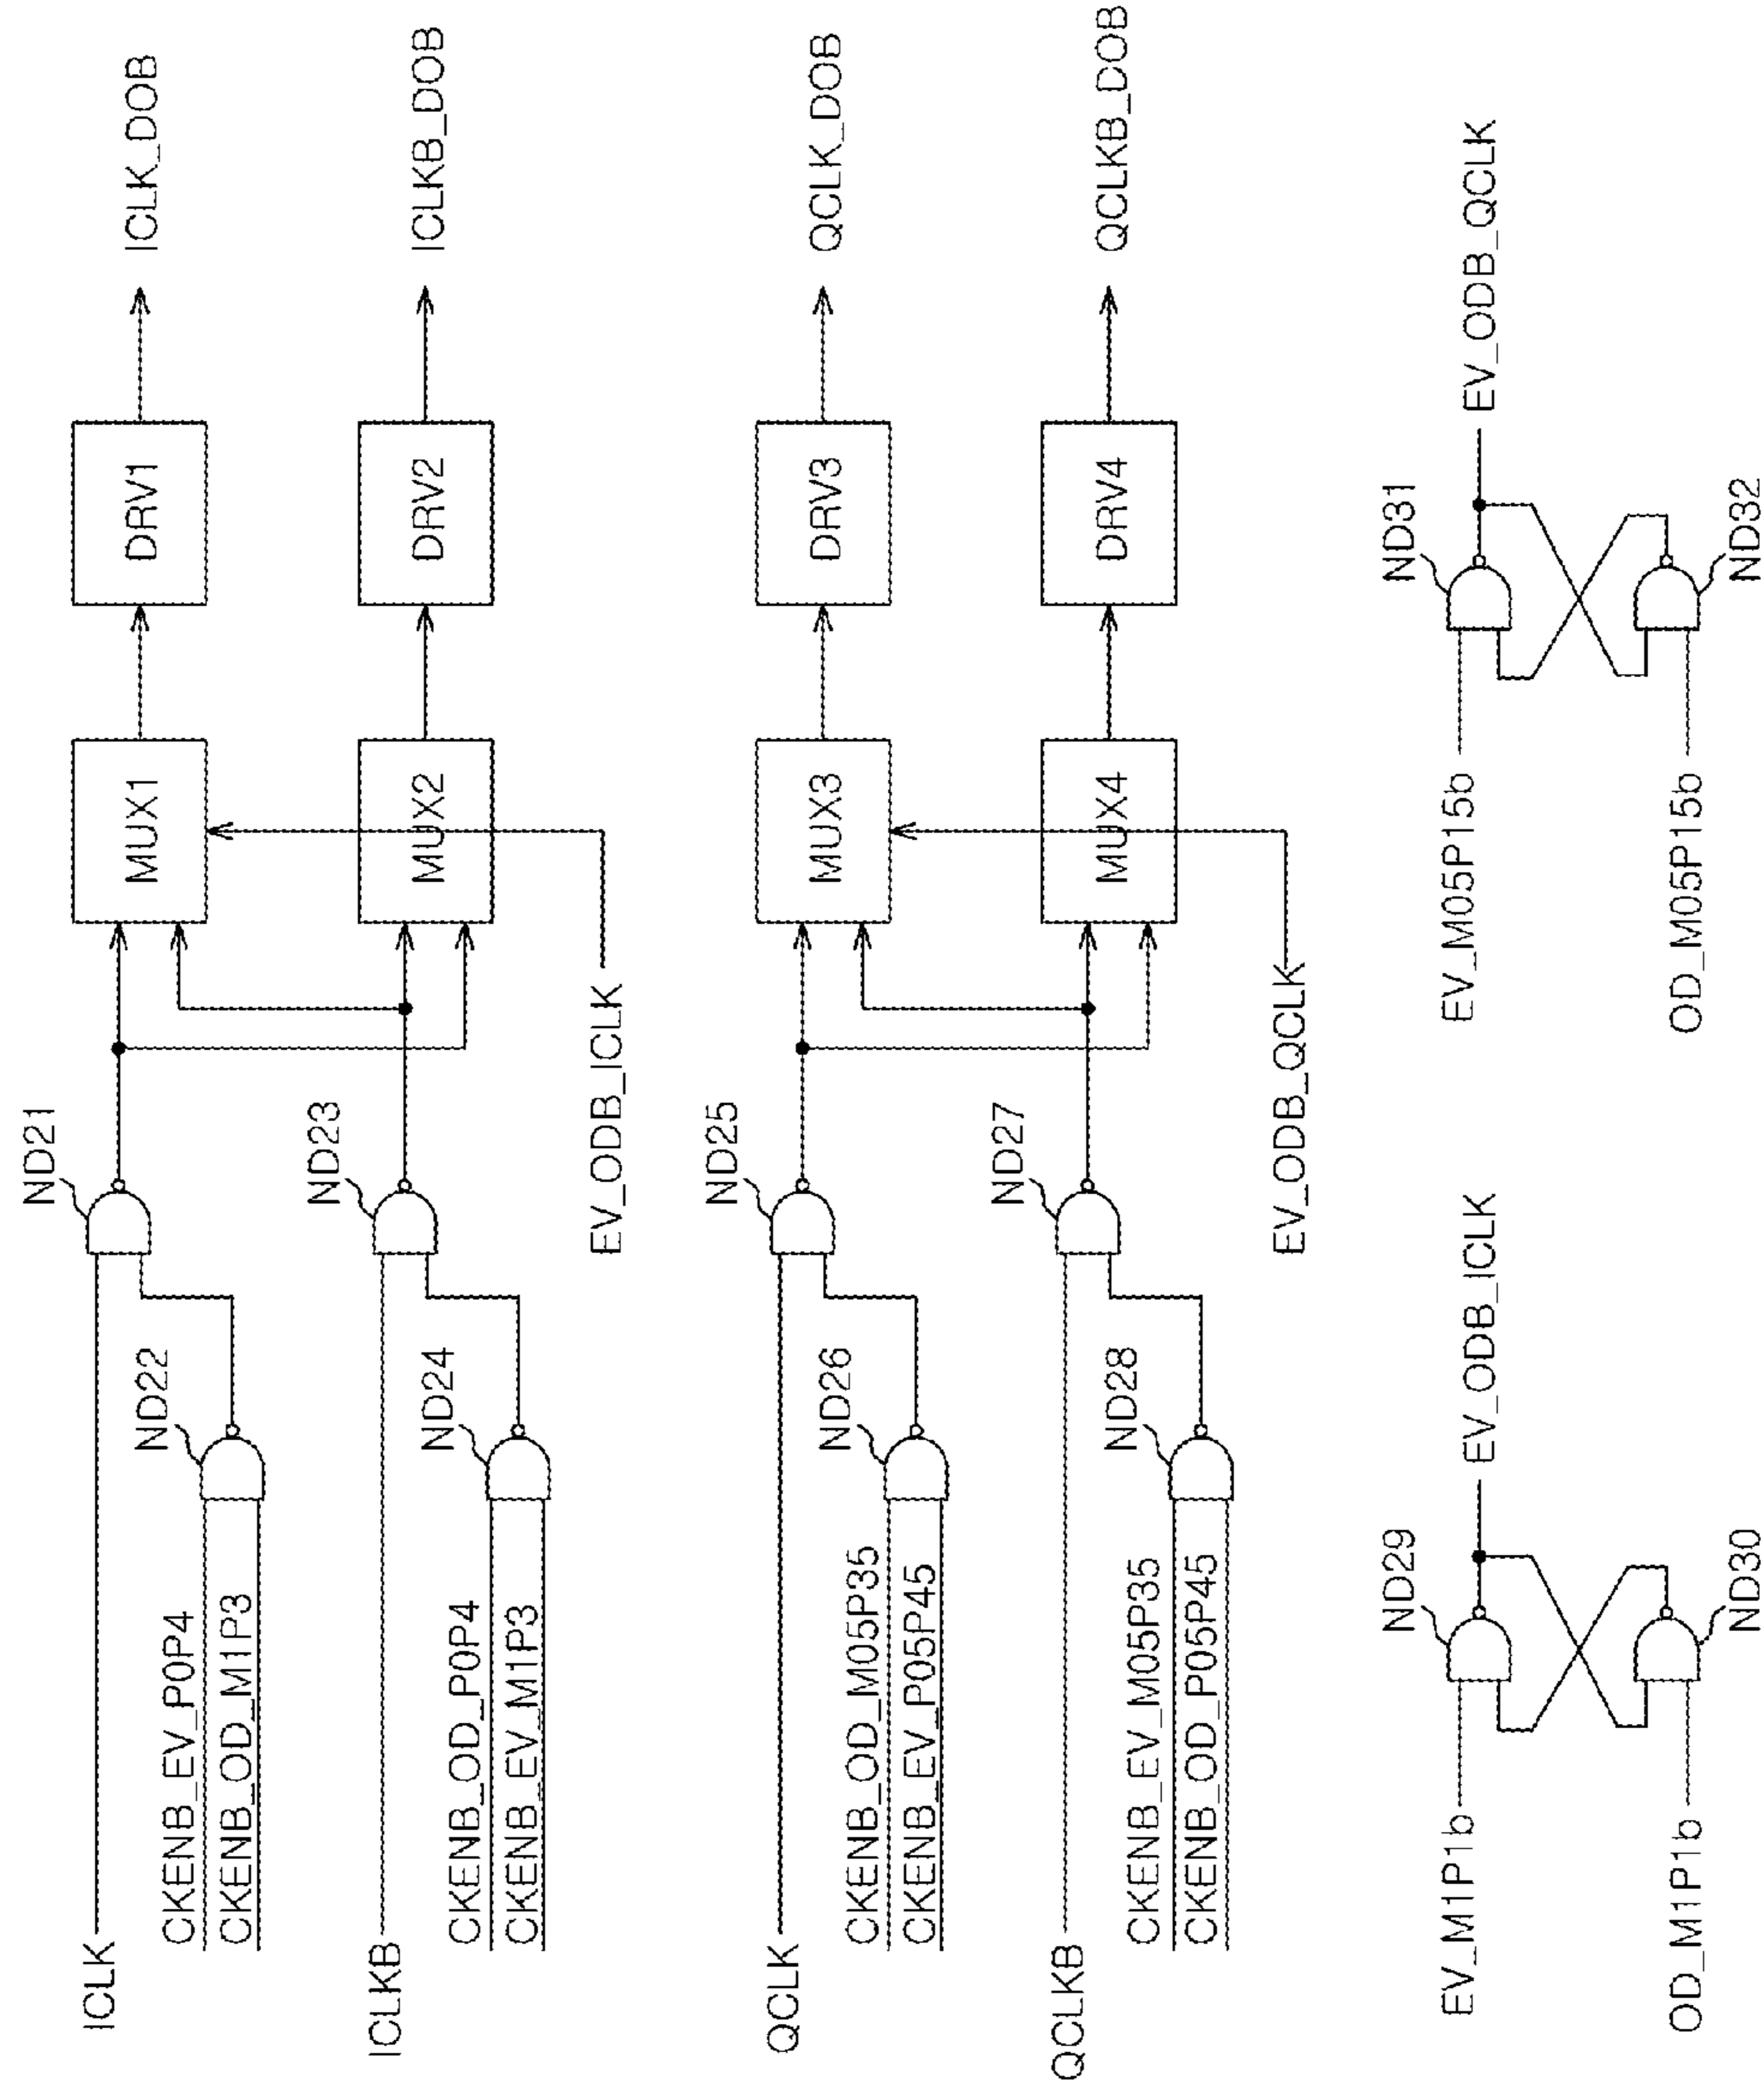 ICLK
CKENB_EV_P0P4
CKENB_OD_M1P3
ND22
ND21
MUX1
DRV1
ICLK_DOB
ICLKB
CKENB_OD_P0P4
CKENB_EV_M1P3
ND24
ND23
MUX2
DRV2
ICLKB_DOB
EV_ODB_ICLK
QCLK
CKENB_OD_M05P35
CKENB_EV_P05P45
ND26
ND25
MUX3
DRV3
QCLK_DOB
QCLKB
CKENB_EV_M05P35
CKENB_OD_P05P45
ND28
ND27
MUX4
DRV4
QCLKB_DOB
EV_ODB_QCLK
EV_M1P1b
OD_M1P1b
ND29
ND30
EV_ODB_ICLK
EV_M05P15b
OD_M05P15b
ND31
ND32
EV_ODB_QCLK